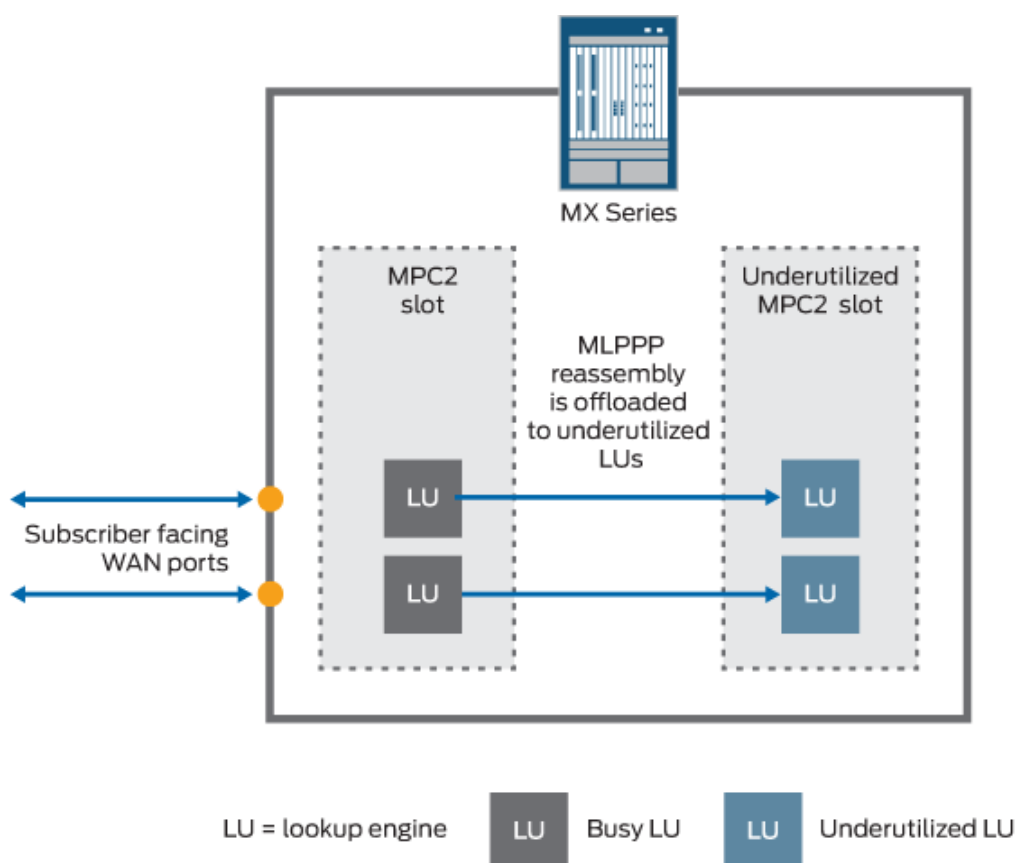 MX Series
MPC2
slot
Underutilized
MPC2 slot
MLPPP
reassembly
is offloaded
to underutilized
LUs
LU
LU
LU
LU
Subscriber facing
WAN ports
LU = lookup engine
LU
Busy LU
LU
Underutilized LU